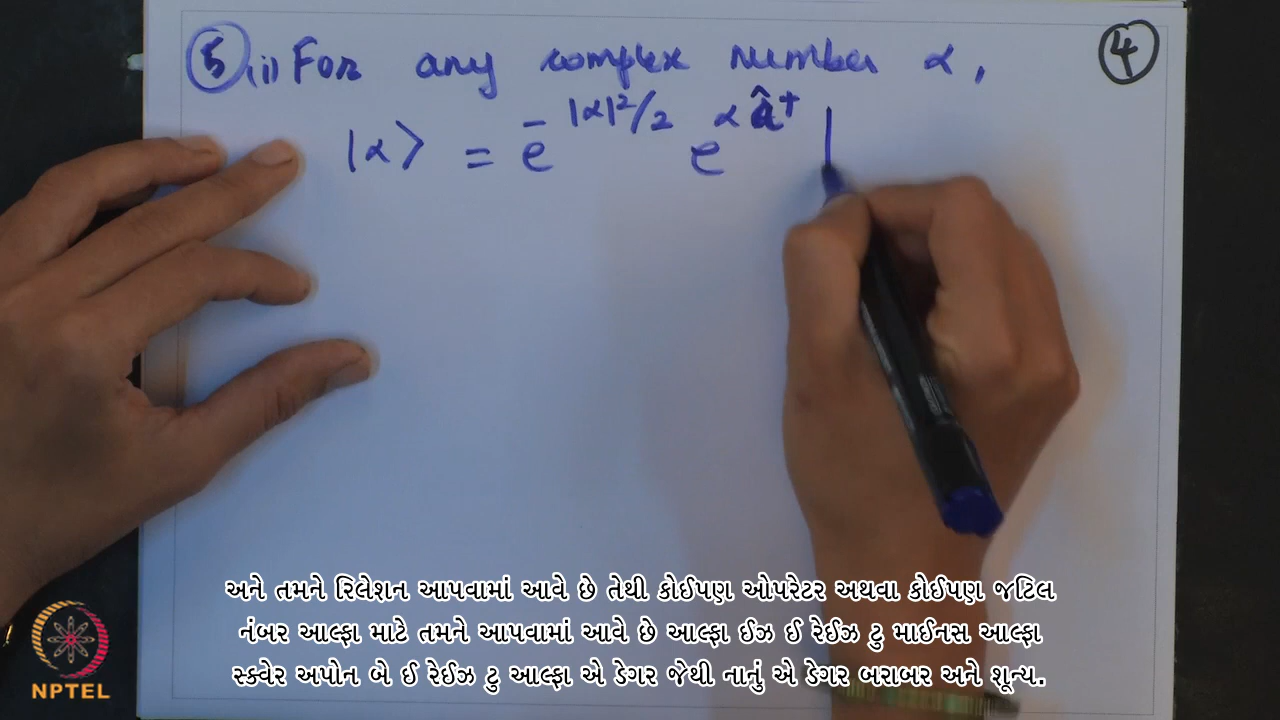 5 (i) For any complex number α, 4
|α> = e^-|α|²/2 e^αâ† |
અને તમને રિલેશન આપવામાં આવે છે તેથી કોઈપણ ઓપરેટર અથવા કોઈપણ જટિલ
નંબર આલ્ફા માટે તમને આપવામાં આવે છે આલ્ફા ઈઝ ઈ રેઈઝ ટુ માઈનસ આલ્ફા
સ્ક્વેર અપોન બે ઈ રેઈઝ ટુ આલ્ફા એ ડેગર જેથી નાનું એ ડેગર બરાબર અને શૂન્ય.
NPTEL